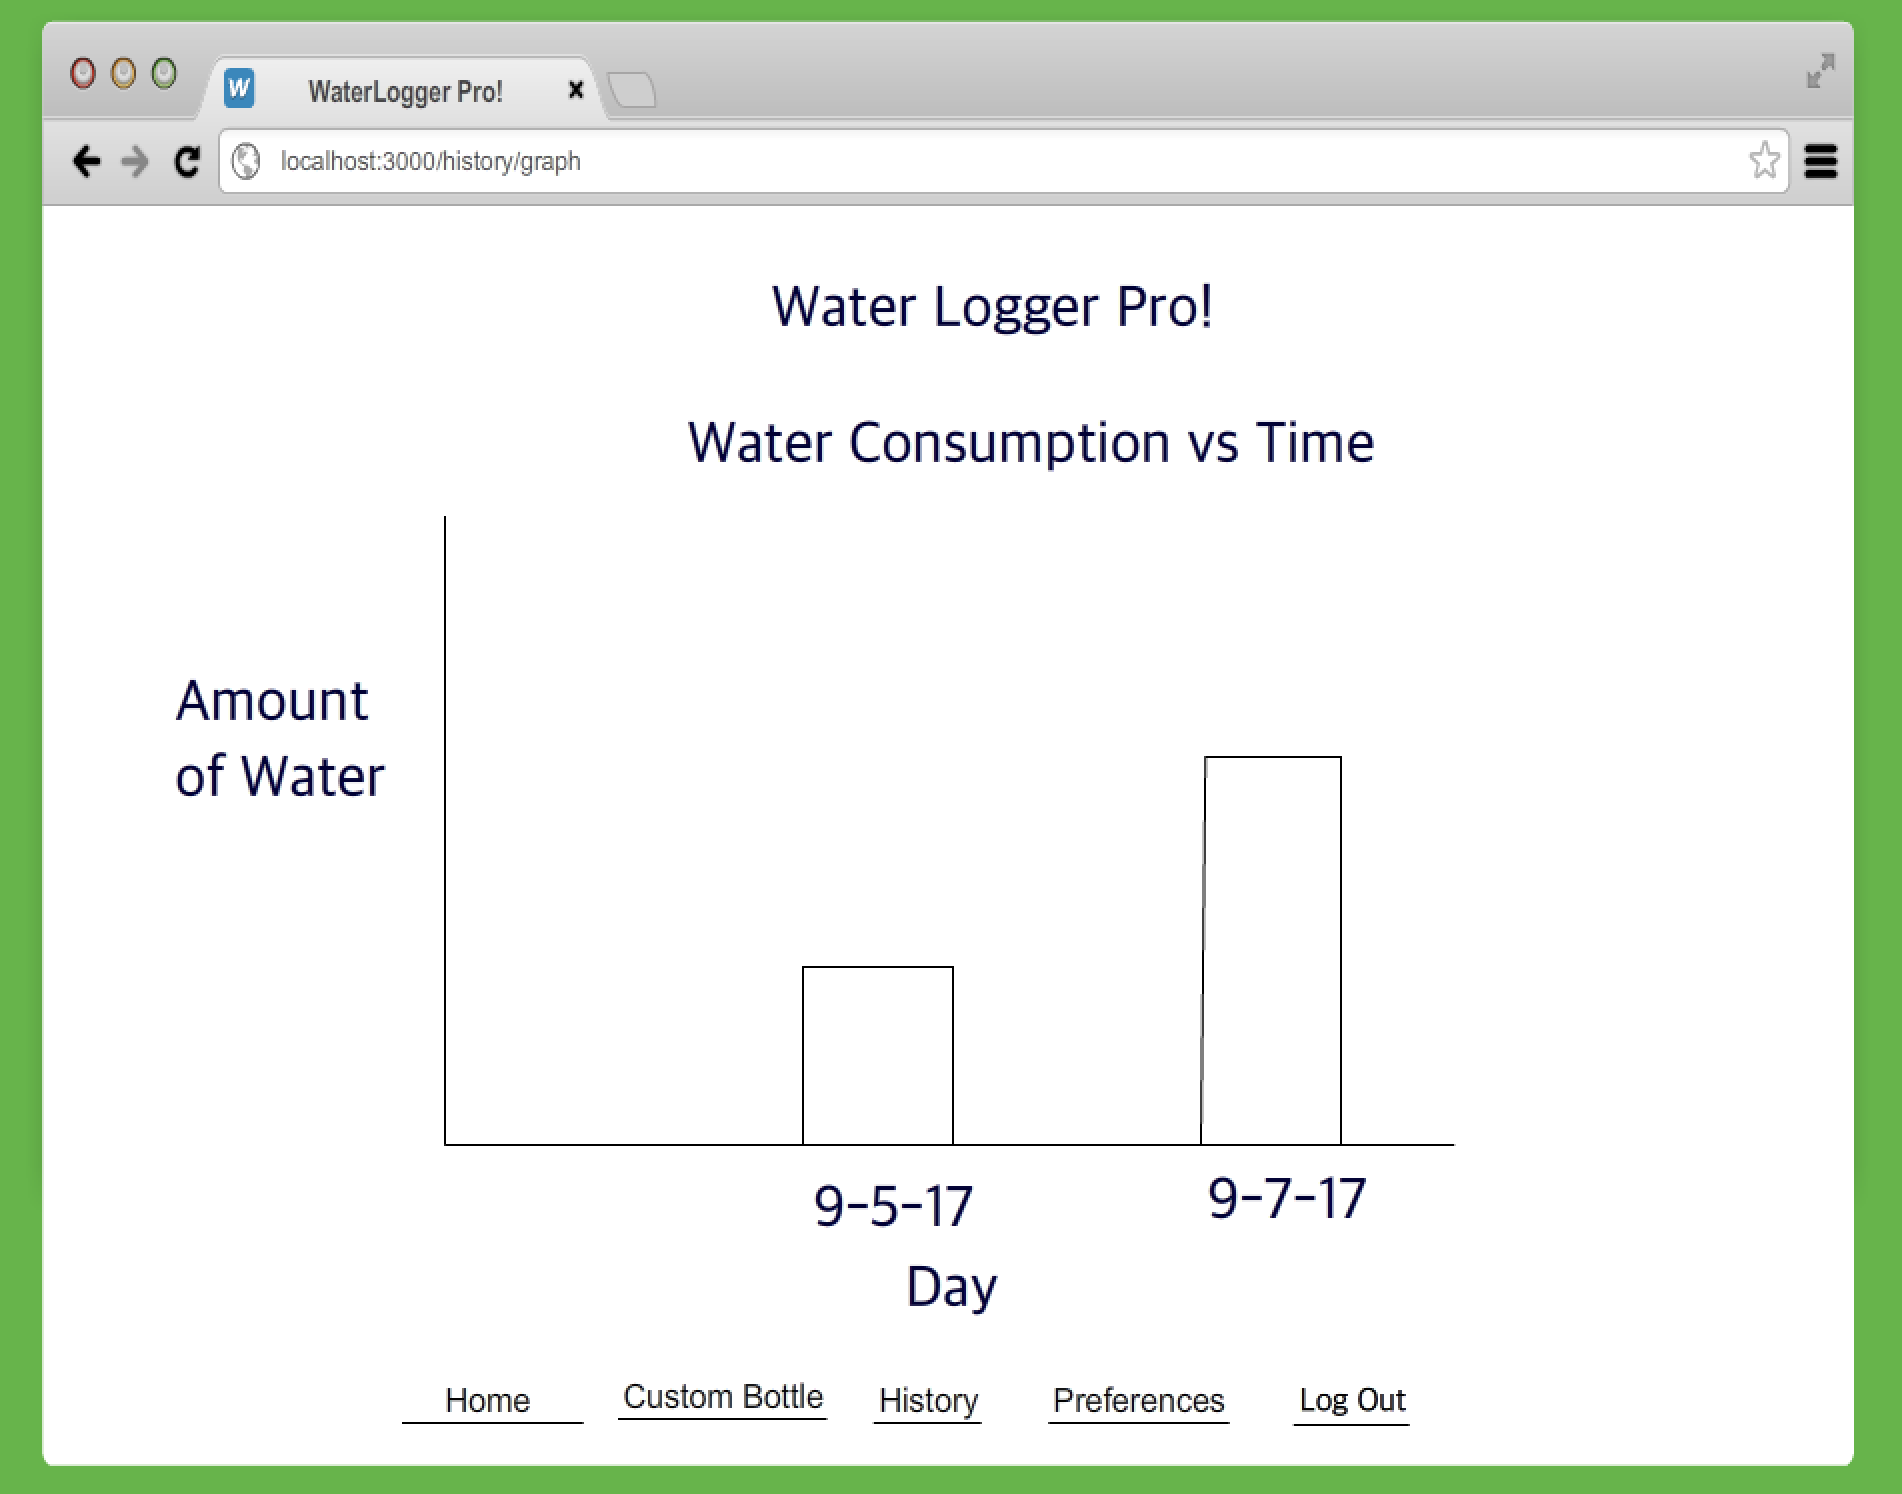 W
WaterLogger Pro!
localhost:3000/history/graph
Water Logger Pro!
Water Consumption vs Time
Amount
of Water
9-5-17
9-7-17
Day
Home
Custom Bottle
History
Preferences
Log Out